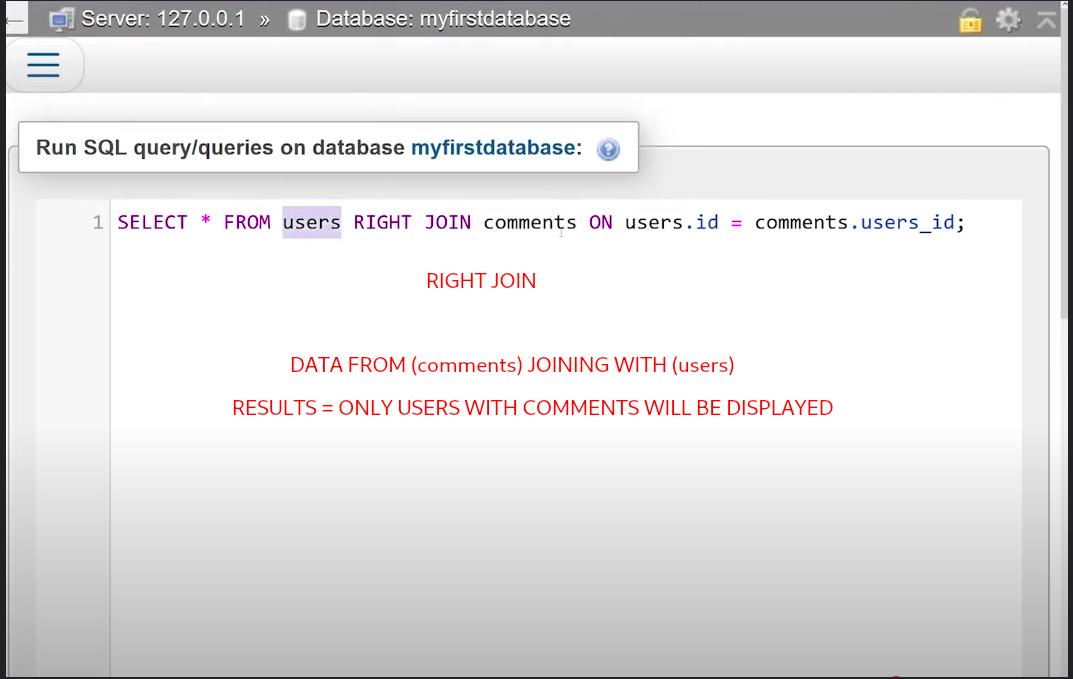 Server: 127.0.0.1 » Database: myfirstdatabase
Run SQL query/queries on database myfirstdatabase:
1 SELECT * FROM users RIGHT JOIN comments ON users.id = comments.users_id;
RIGHT JOIN
DATA FROM (comments) JOINING WITH (users)
RESULTS = ONLY USERS WITH COMMENTS WILL BE DISPLAYED